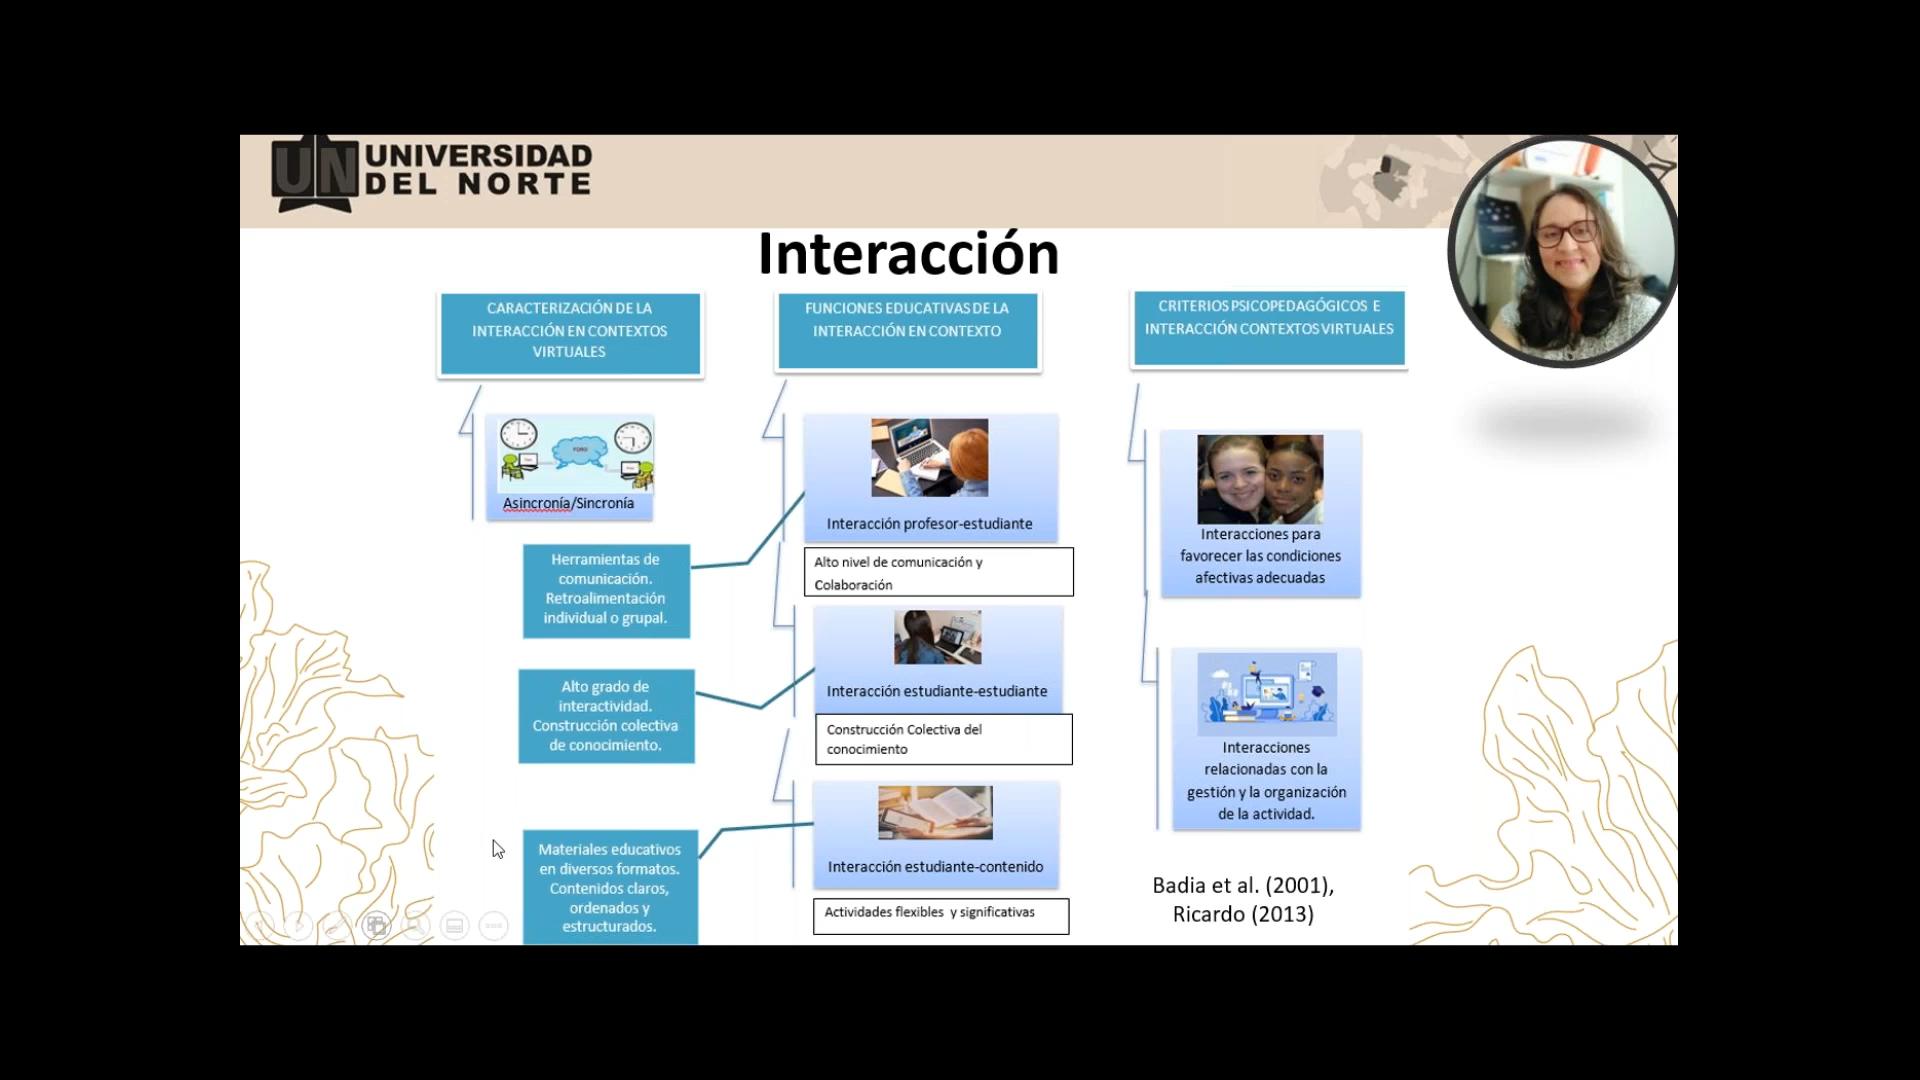 UN UNIVERSIDAD
DEL NORTE
Interacción
CARACTERIZACIÓN DE LA
INTERACCIÓN EN CONTEXTOS
VIRTUALES
Asincronía/Sincronía
Herramientas de
comunicación.
Retroalimentación
individual o grupal.
Alto grado de
interactividad.
Construcción colectiva
de conocimiento.
Materiales educativos
en diversos formatos.
Contenidos claros,
ordenados y
estructurados.
FUNCIONES EDUCATIVAS DE LA
INTERACCIÓN EN CONTEXTO
Interacción profesor-estudiante
Alto nivel de comunicación y
Colaboración
Interacción estudiante-estudiante
Construcción Colectiva del
conocimiento
Interacción estudiante-contenido
Actividades flexibles y significativas
CRITERIOS PSICOPEDAGÓGICOS E
INTERACCIÓN CONTEXTOS VIRTUALES
Interacciones para
favorecer las condiciones
afectivas adecuadas
Interacciones
relacionadas con la
gestión y la organización
de la actividad.
Badia et al. (2001),
Ricardo (2013)